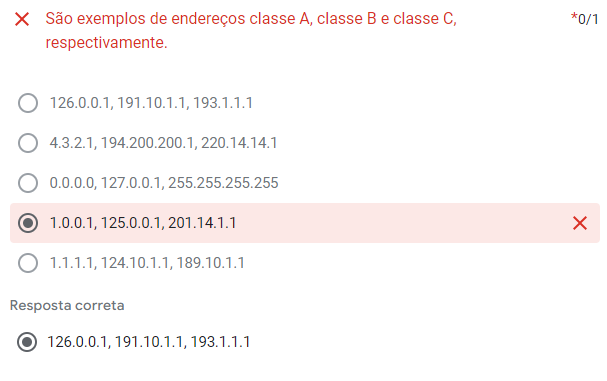 São exemplos de endereços classe A, classe B e classe C, *0/1
respectivamente.
126.0.0.1, 191.10.1.1, 193.1.1.1
4.3.2.1, 194.200.200.1, 220.14.14.1
0.0.0.0, 127.0.0.1, 255.255.255.255
1.0.0.1, 125.0.0.1, 201.14.1.1
1.1.1.1, 124.10.1.1, 189.10.1.1
Resposta correta
126.0.0.1, 191.10.1.1, 193.1.1.1